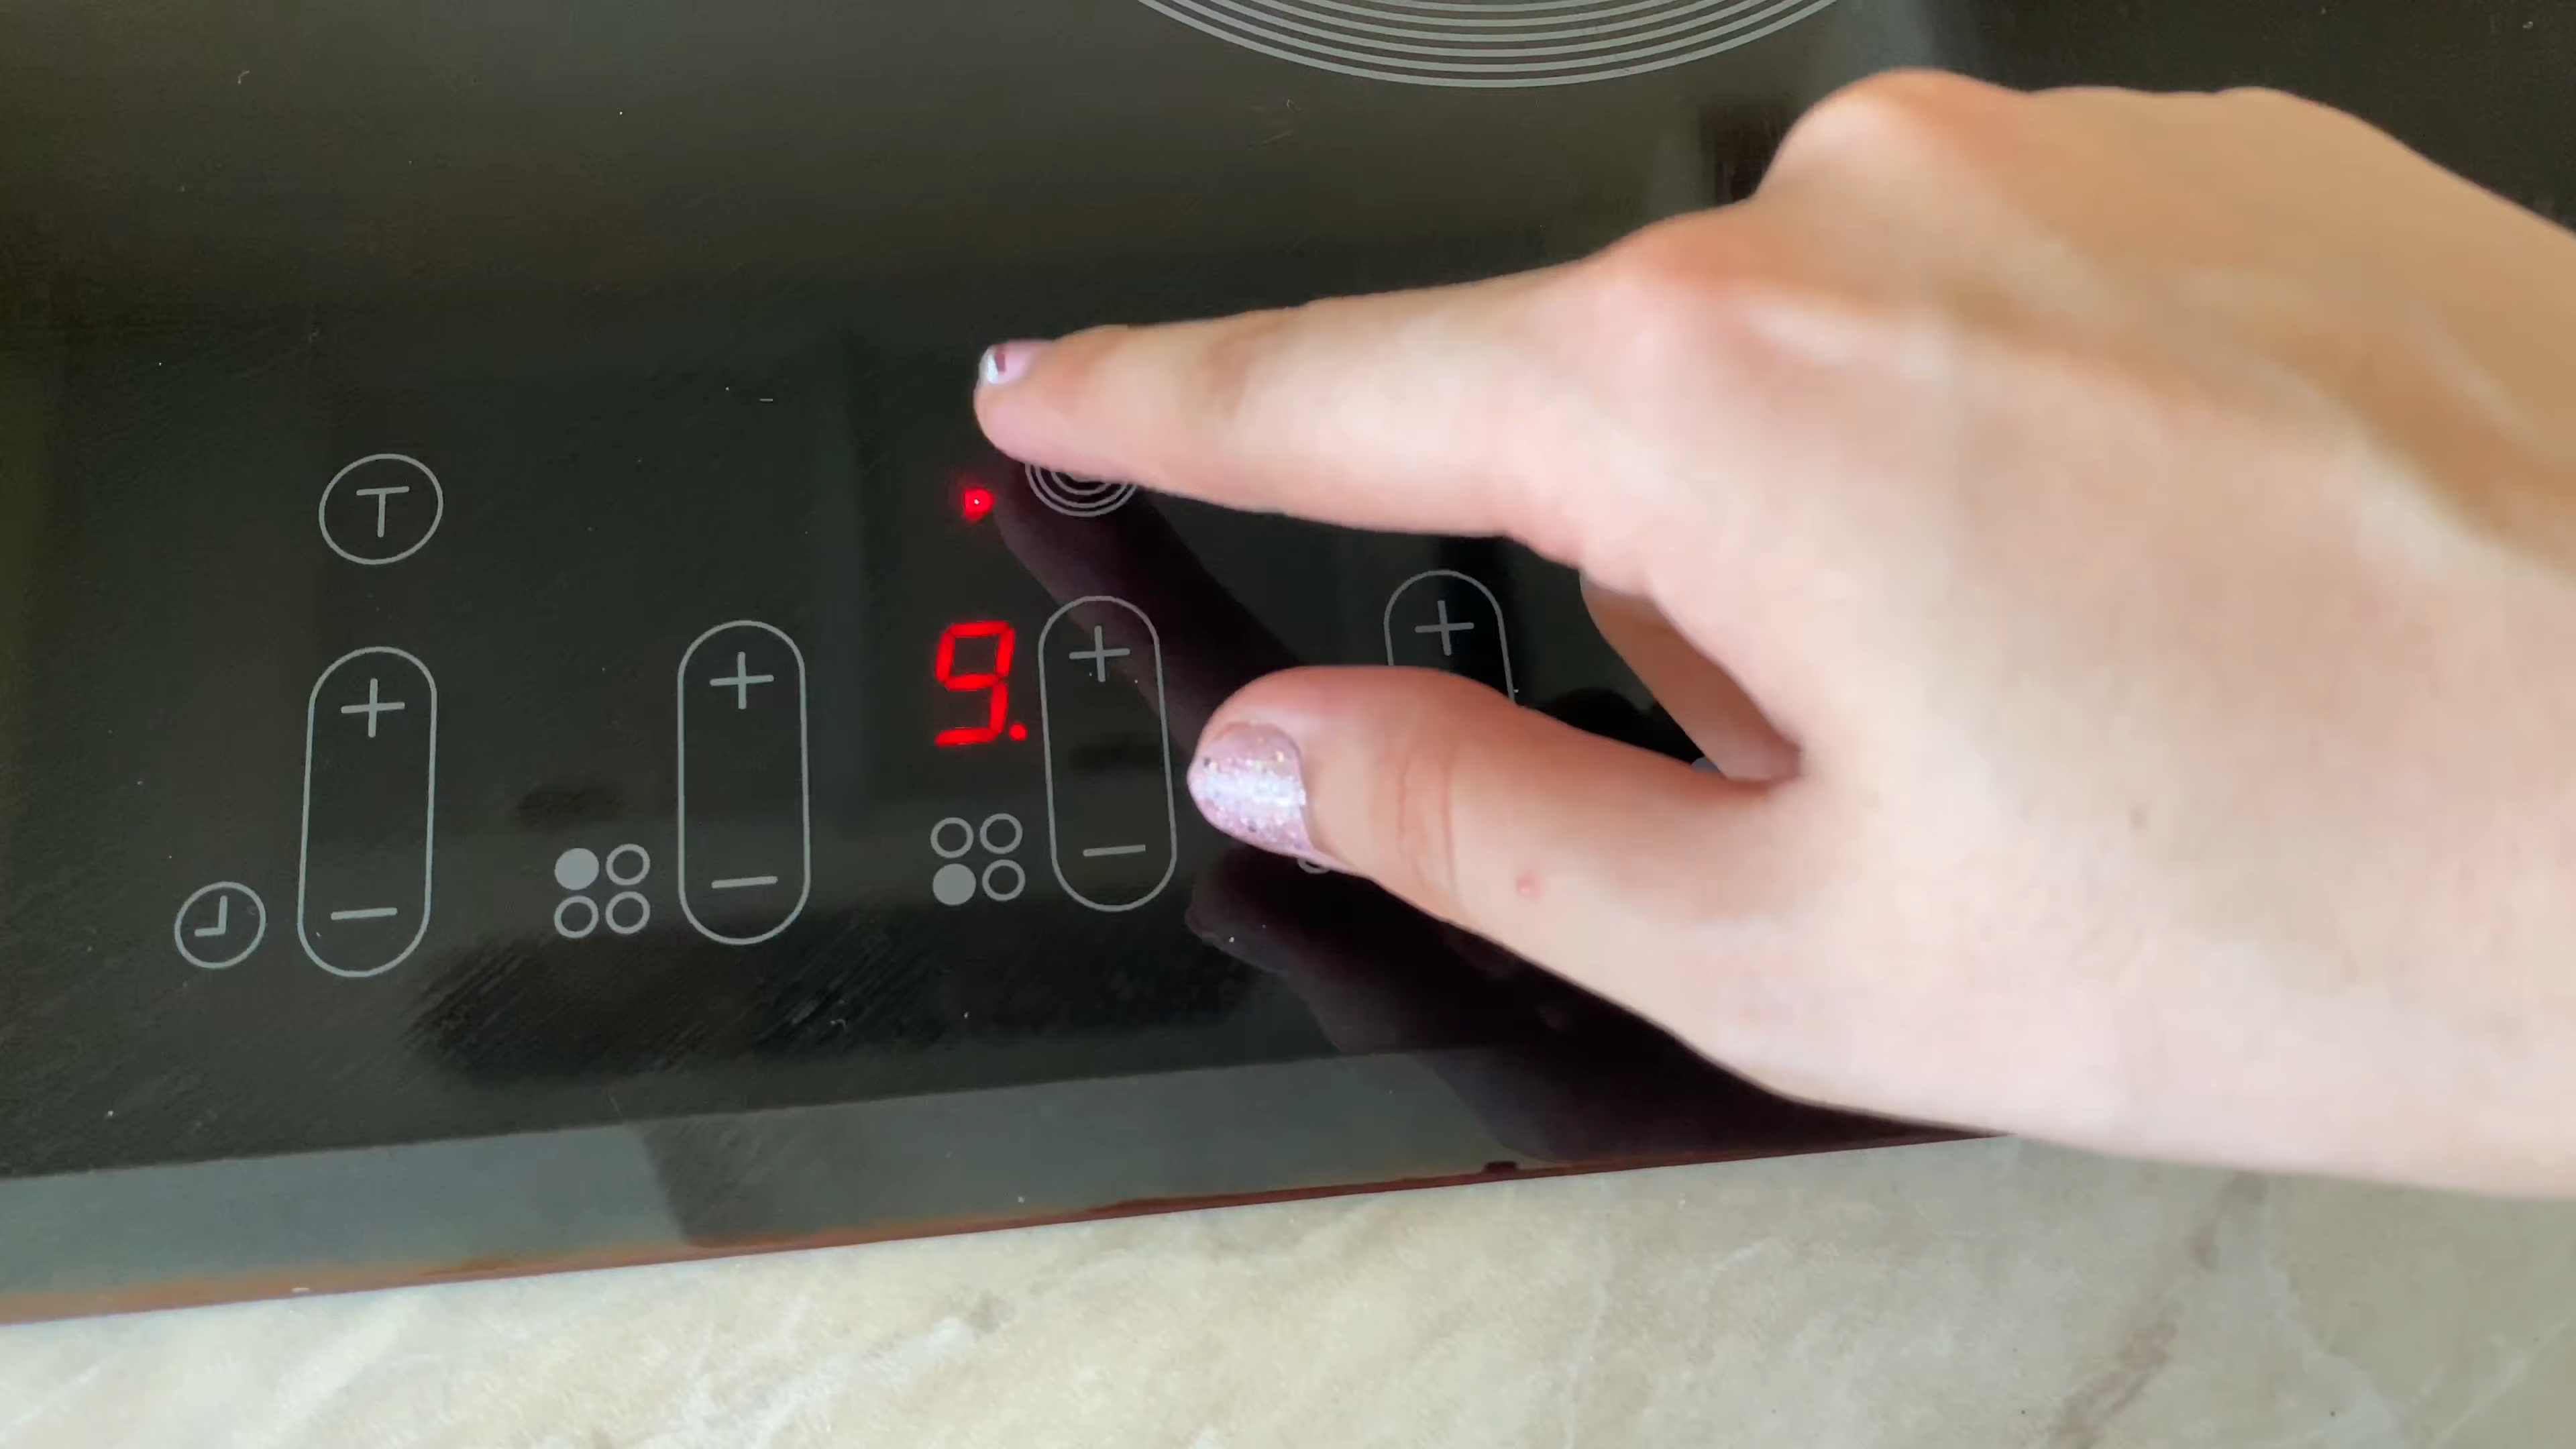 T
9.
+ + + +
− − −